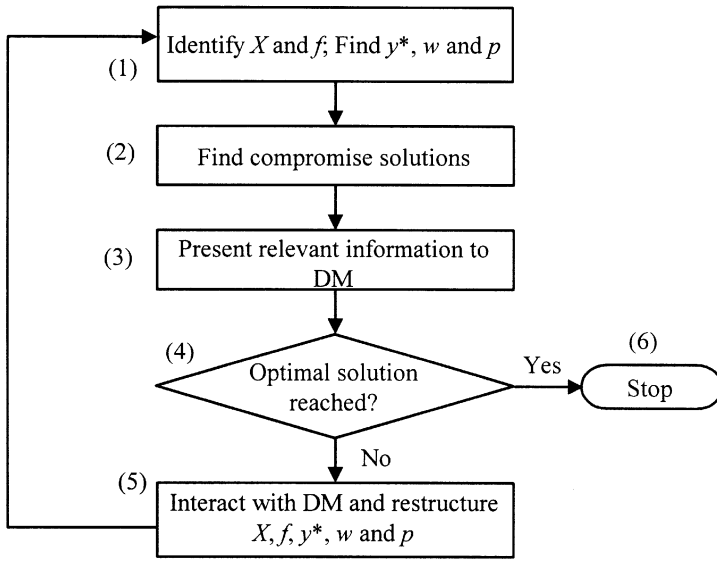 (1)
Identify X and f; Find y*, w and p
(2)
Find compromise solutions
(3)
Present relevant information to
DM
(4)
Optimal solution
reached?
Yes
(6)
Stop
No
(5)
Interact with DM and restructure
X, f, y*, w and p